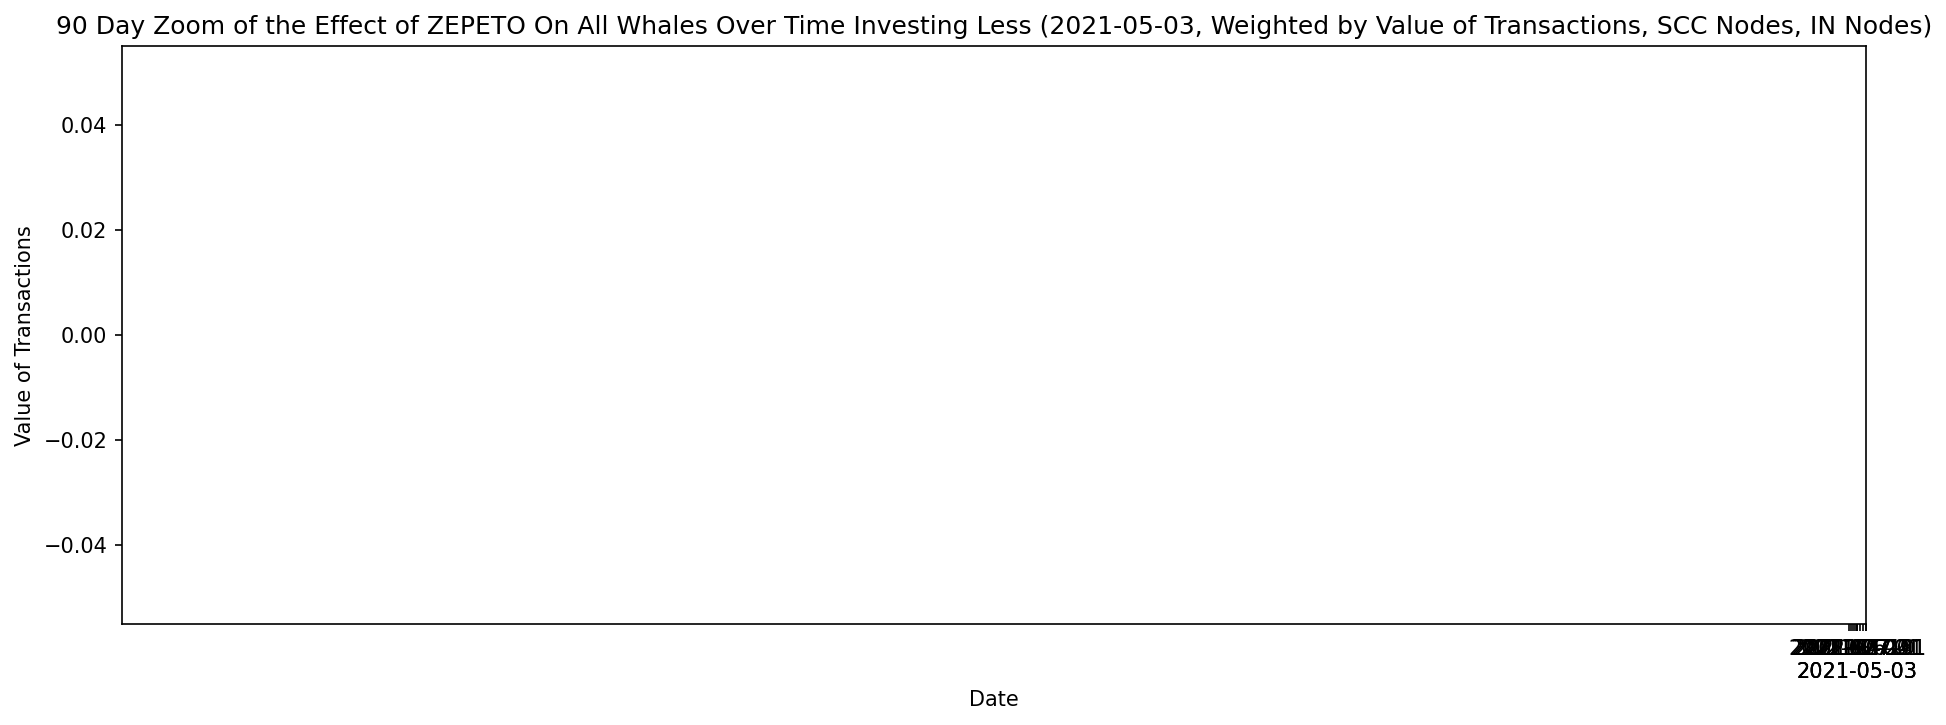 90 Day Zoom of the Effect of ZEPETO On All Whales Over Time Investing Less (2021-05-03, Weighted by Value of Transactions, SCC Nodes, IN Nodes)
Value of Transactions
0.04
0.02
0.00
−0.02
−0.04
2021-05-03
Date